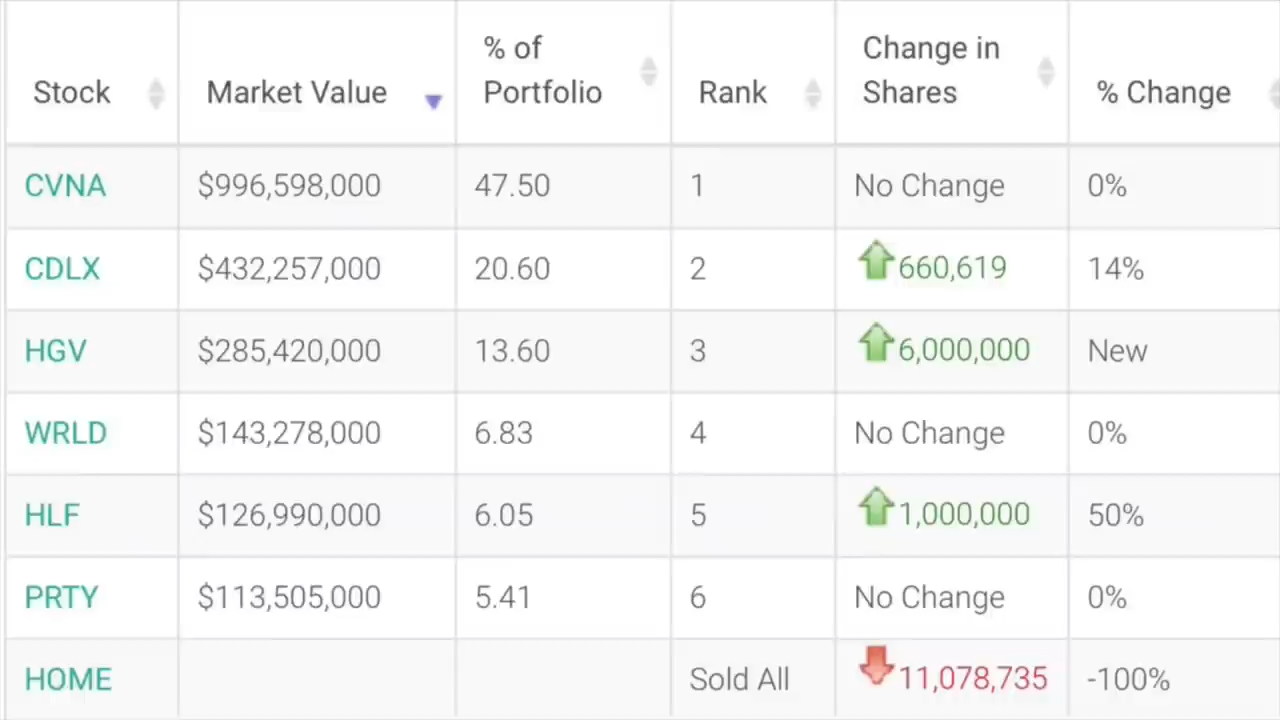 Stock Market Value % of Portfolio Rank Change in Shares % Change
CVNA $996,598,000 47.50 1 No Change 0%
CDLX $432,257,000 20.60 2 660,619 14%
HGV $285,420,000 13.60 3 6,000,000 New
WRLD $143,278,000 6.83 4 No Change 0%
HLF $126,990,000 6.05 5 1,000,000 50%
PRTY $113,505,000 5.41 6 No Change 0%
HOME Sold All 11,078,735 -100%